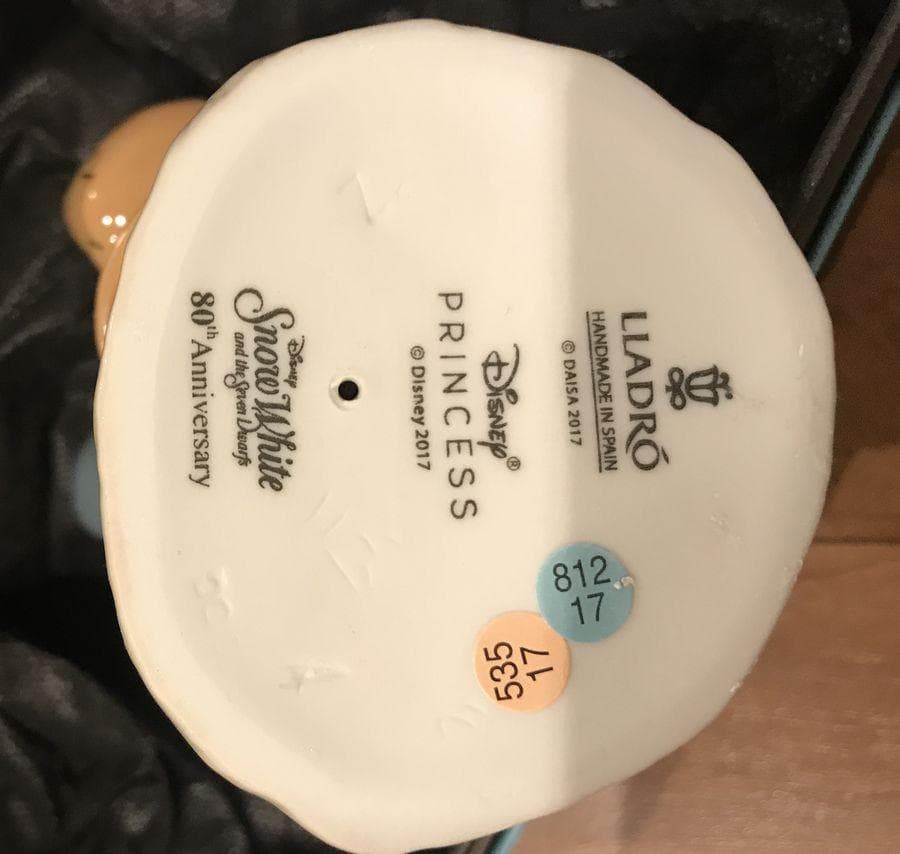 LLADRÓ
HANDMADE IN SPAIN
© DAISA 2017
Disney®
PRINCESS
© Disney 2017
Disney
Snow White
and the Seven Dwarfs
80th Anniversary
812
17
535
17